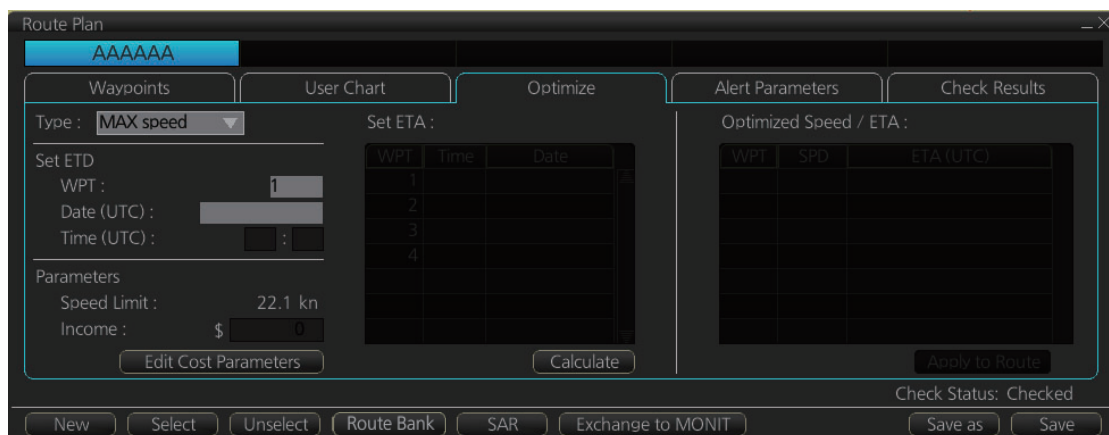 Route Plan
AAAAAA
Waypoints User Chart Optimize Alert Parameters Check Results
Type : MAX speed
Set ETD
WPT : 1
Date (UTC) :
Time (UTC) : :
Parameters
Speed Limit : 22.1 kn
Income : $ 0
Edit Cost Parameters
Set ETA :
WPT Time Date
1
2
3
4
Calculate
Optimized Speed / ETA :
WPT SPD ETA (UTC)
Apply to Route
Check Status: Checked
New Select Unselect Route Bank SAR Exchange to MONIT Save as Save